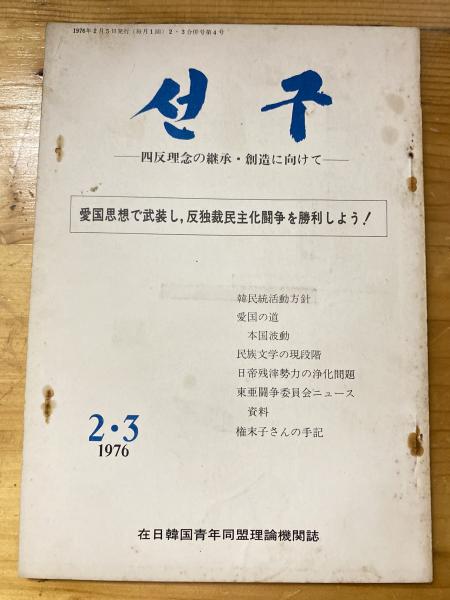 1976年2月5日発行(毎月1回) 2・3合併号第4号
선구
—四反理念の継承・創造に向けて—
愛国思想で武装し,反独裁民主化闘争を勝利しよう!
韓民統活動方針
愛国の道
本国波動
民族文学の現段階
日帝残滓勢力の浄化問題
東亜闘争委員会ニュース
資料
権末子さんの手記
2・3
1976
在日韓国青年同盟理論機関誌